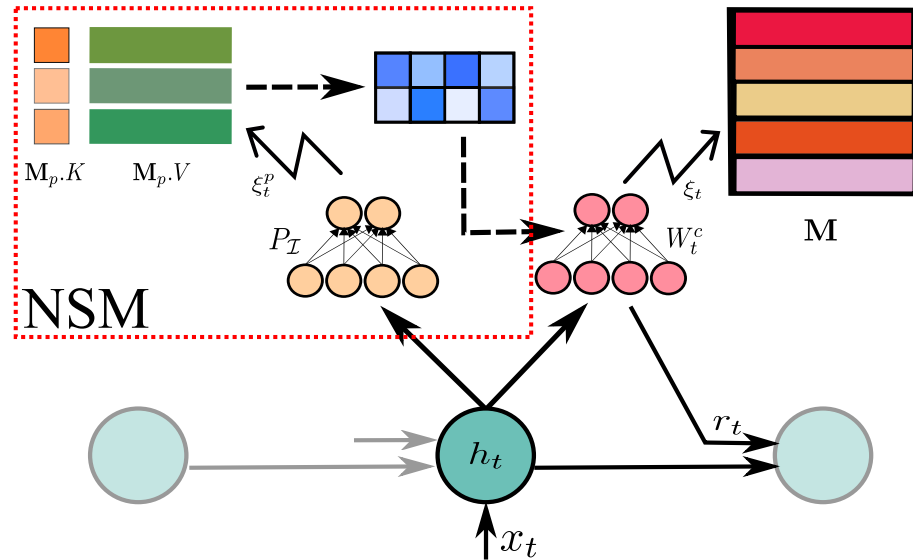 M_p.K
M_p.V
ξ_t^p
ξ_t
M
P_ℐ
W_t^c
NSM
r_t
h_t
x_t